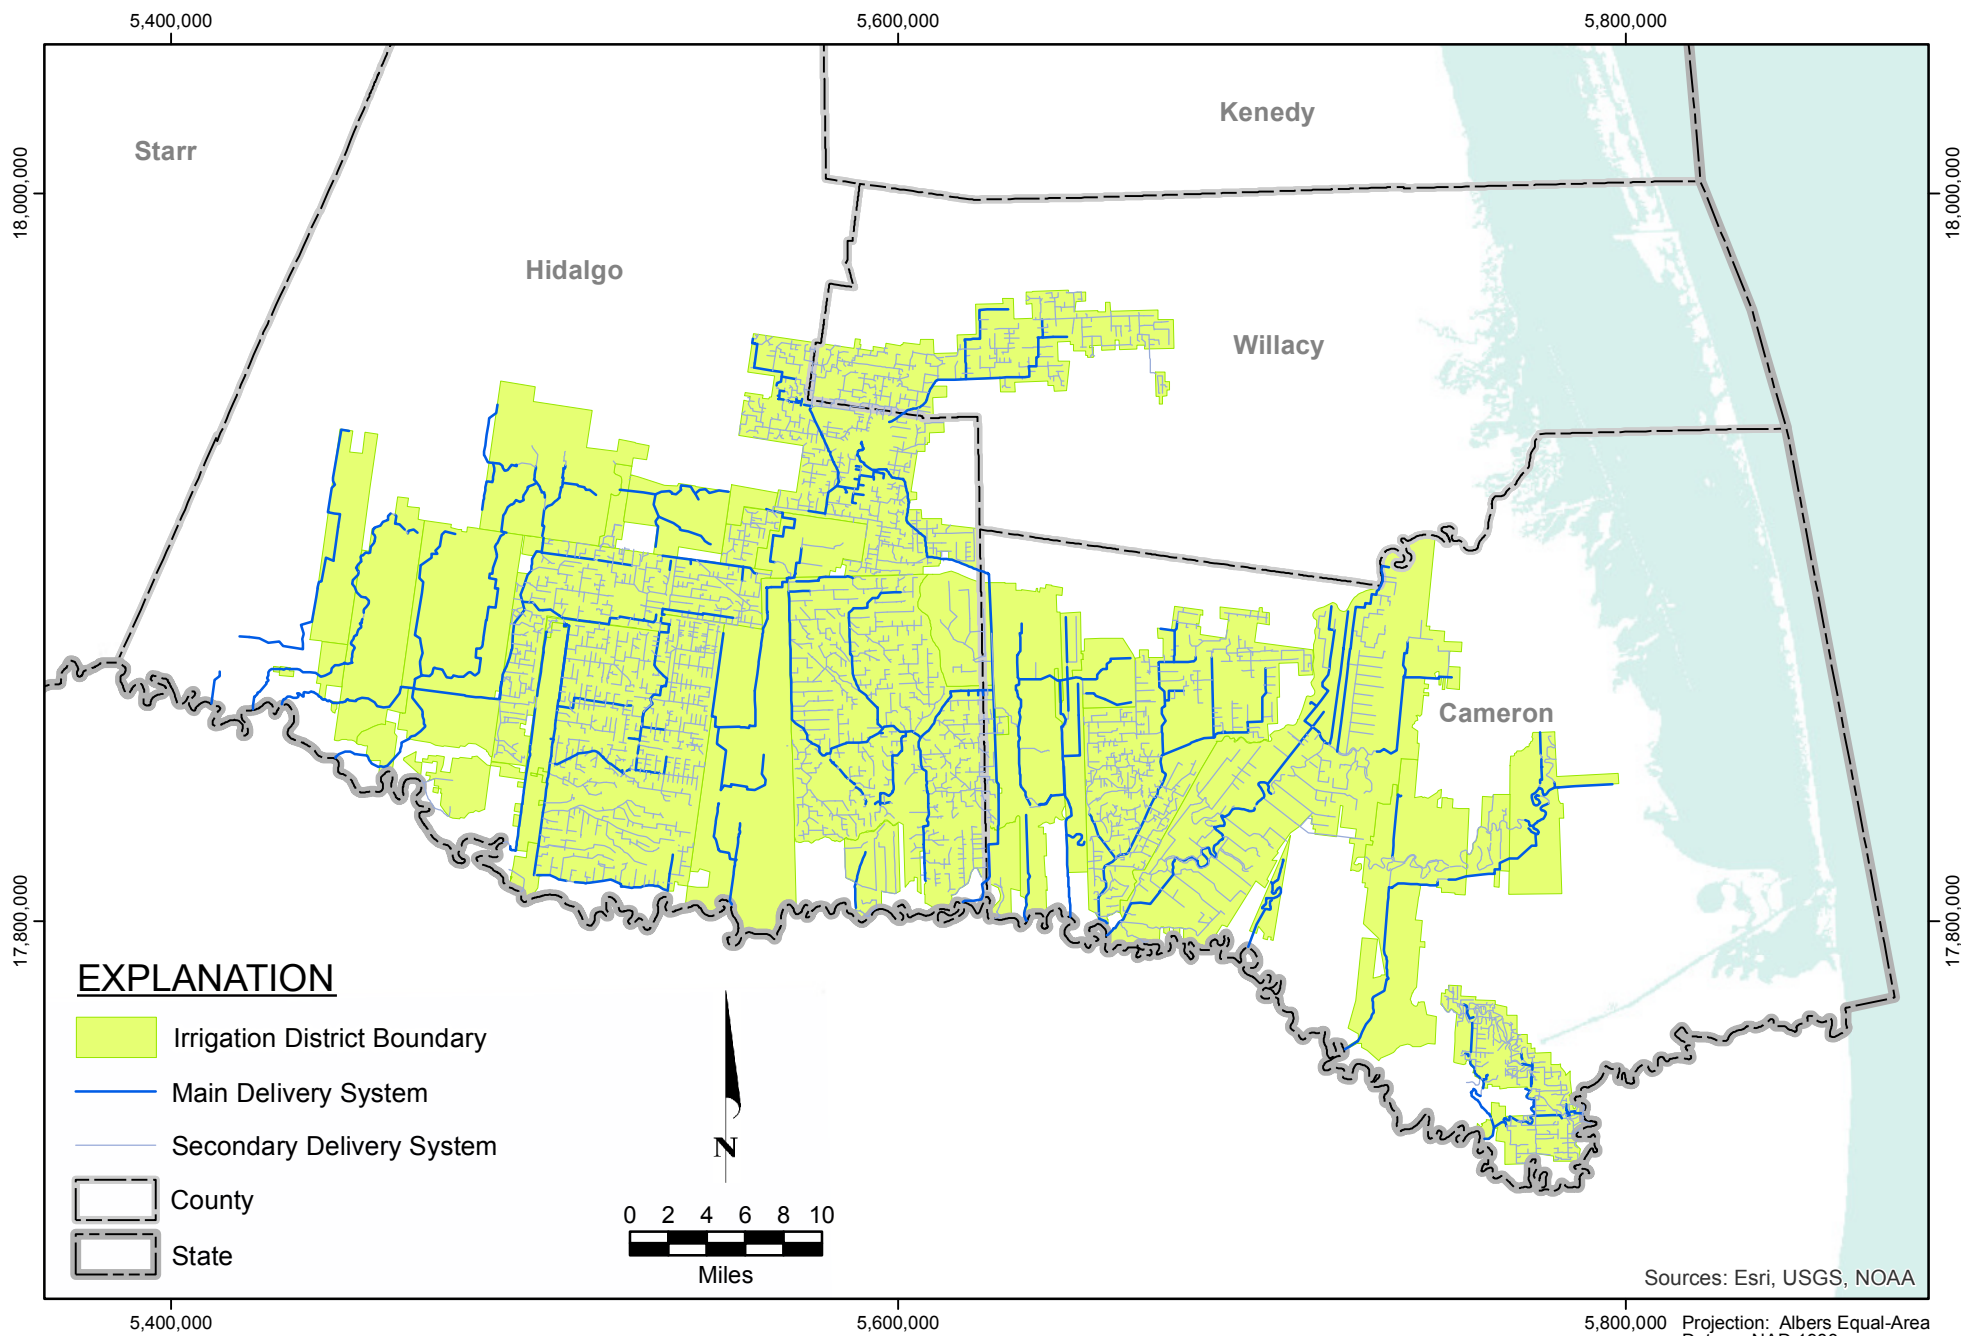 5,400,000 5,600,000 5,800,000
Kenedy
Starr
18,000,000 18,000,000
Hidalgo
Willacy
Cameron
17,800,000 17,800,000
EXPLANATION
Irrigation District Boundary
Main Delivery System
Secondary Delivery System
County
State
N
0 2 4 6 8 10
Miles
Sources: Esri, USGS, NOAA
5,400,000 5,600,000 5,800,000
Projection: Albers Equal-Area